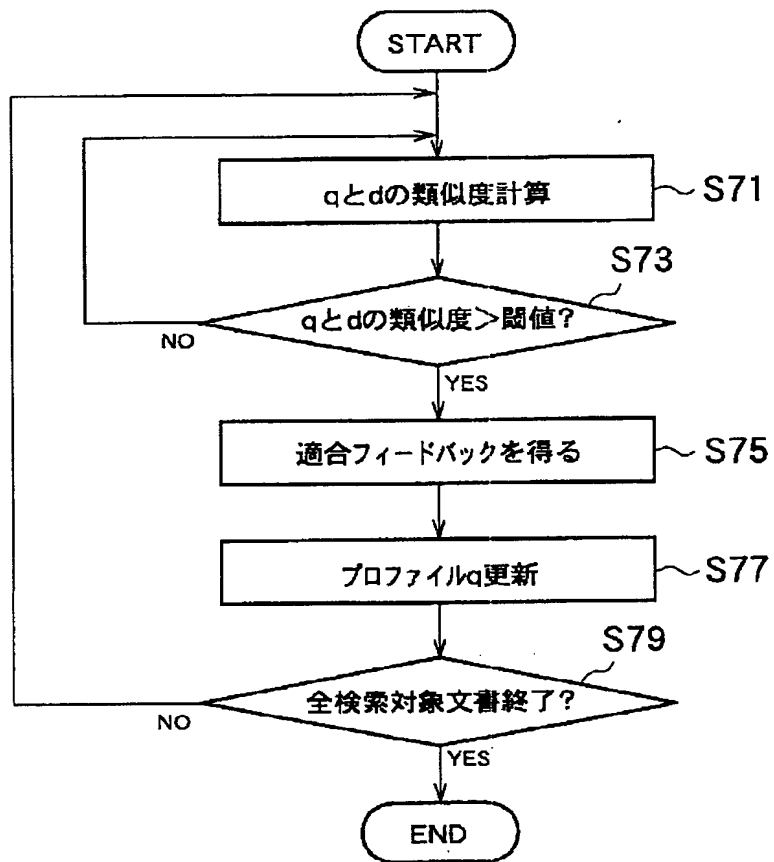 START
qとdの類似度計算
S71
S73
qとdの類似度＞閾値?
NO
YES
適合フィードバックを得る
S75
プロファイルq更新
S77
S79
全検索対象文書終了?
NO
YES
END